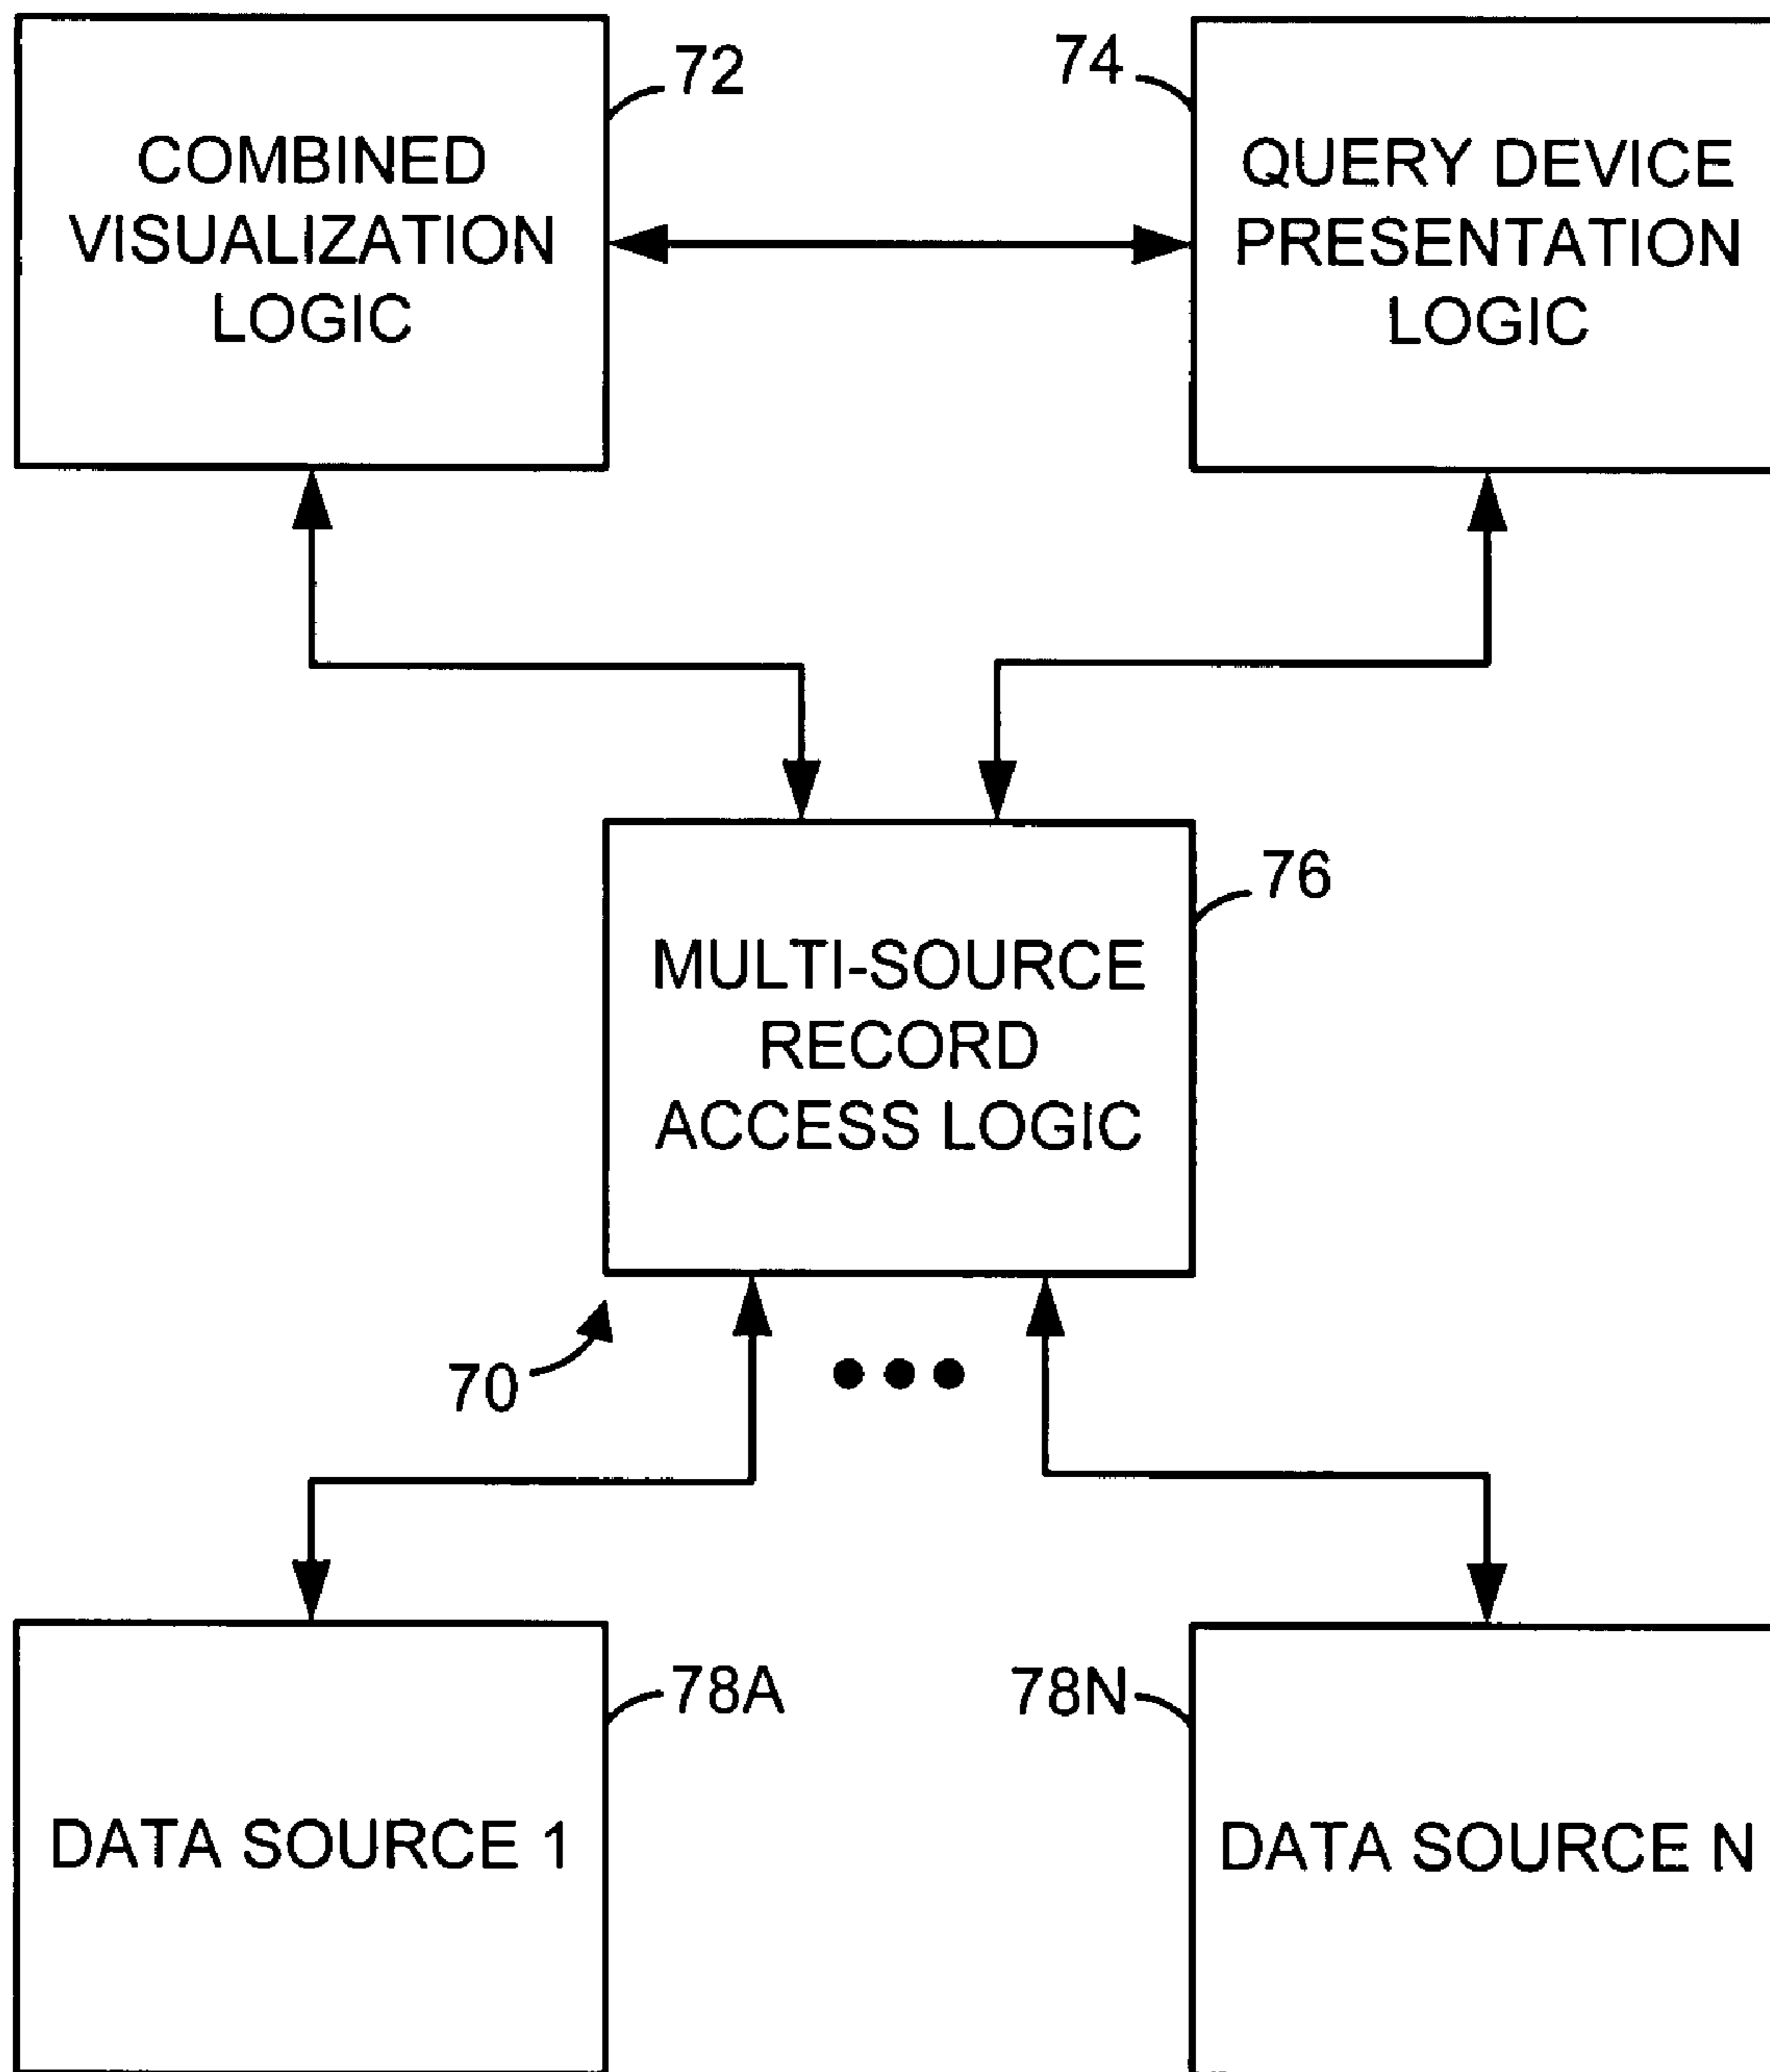 72
74
COMBINED
VISUALIZATION
LOGIC
QUERY DEVICE
PRESENTATION
LOGIC
76
MULTI-SOURCE
RECORD
ACCESS LOGIC
70
78A
78N
DATA SOURCE 1
DATA SOURCE N